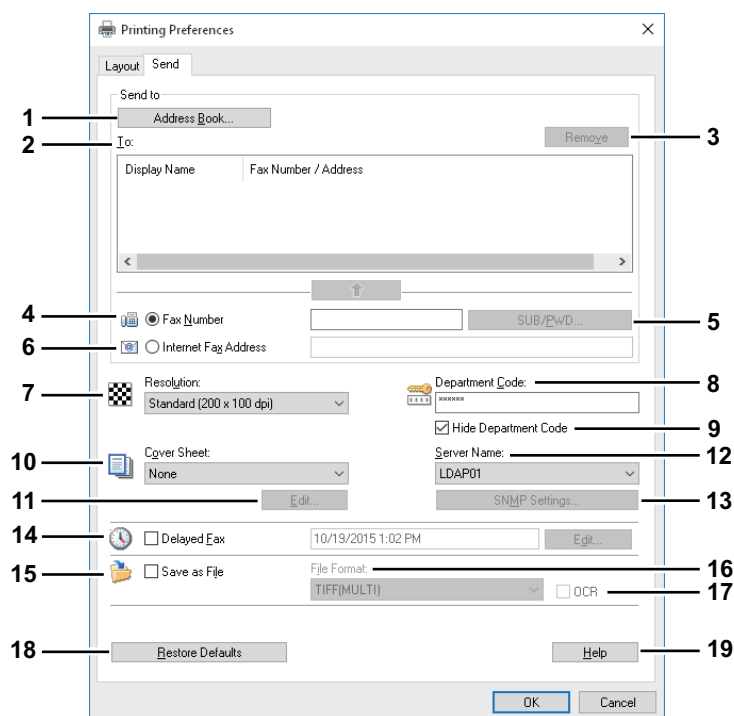 Printing Preferences
Layout Send
Send to
1 Address Book...
2 To:
Remove 3
Display Name Fax Number / Address
4 Fax Number SUB/PWD... 5
6 Internet Fax Address
7 Resolution:
Standard (200 x 100 dpi)
Department Code: 8
xxxxxx
Hide Department Code 9
10 Cover Sheet:
None
Server Name: 12
LDAP01
11 Edit...
SNMP Settings... 13
14 Delayed Fax 10/19/2015 1:02 PM Edit...
15 Save as File File Format: 16
TIFF(MULTI) OCR 17
18 Restore Defaults Help 19
OK Cancel